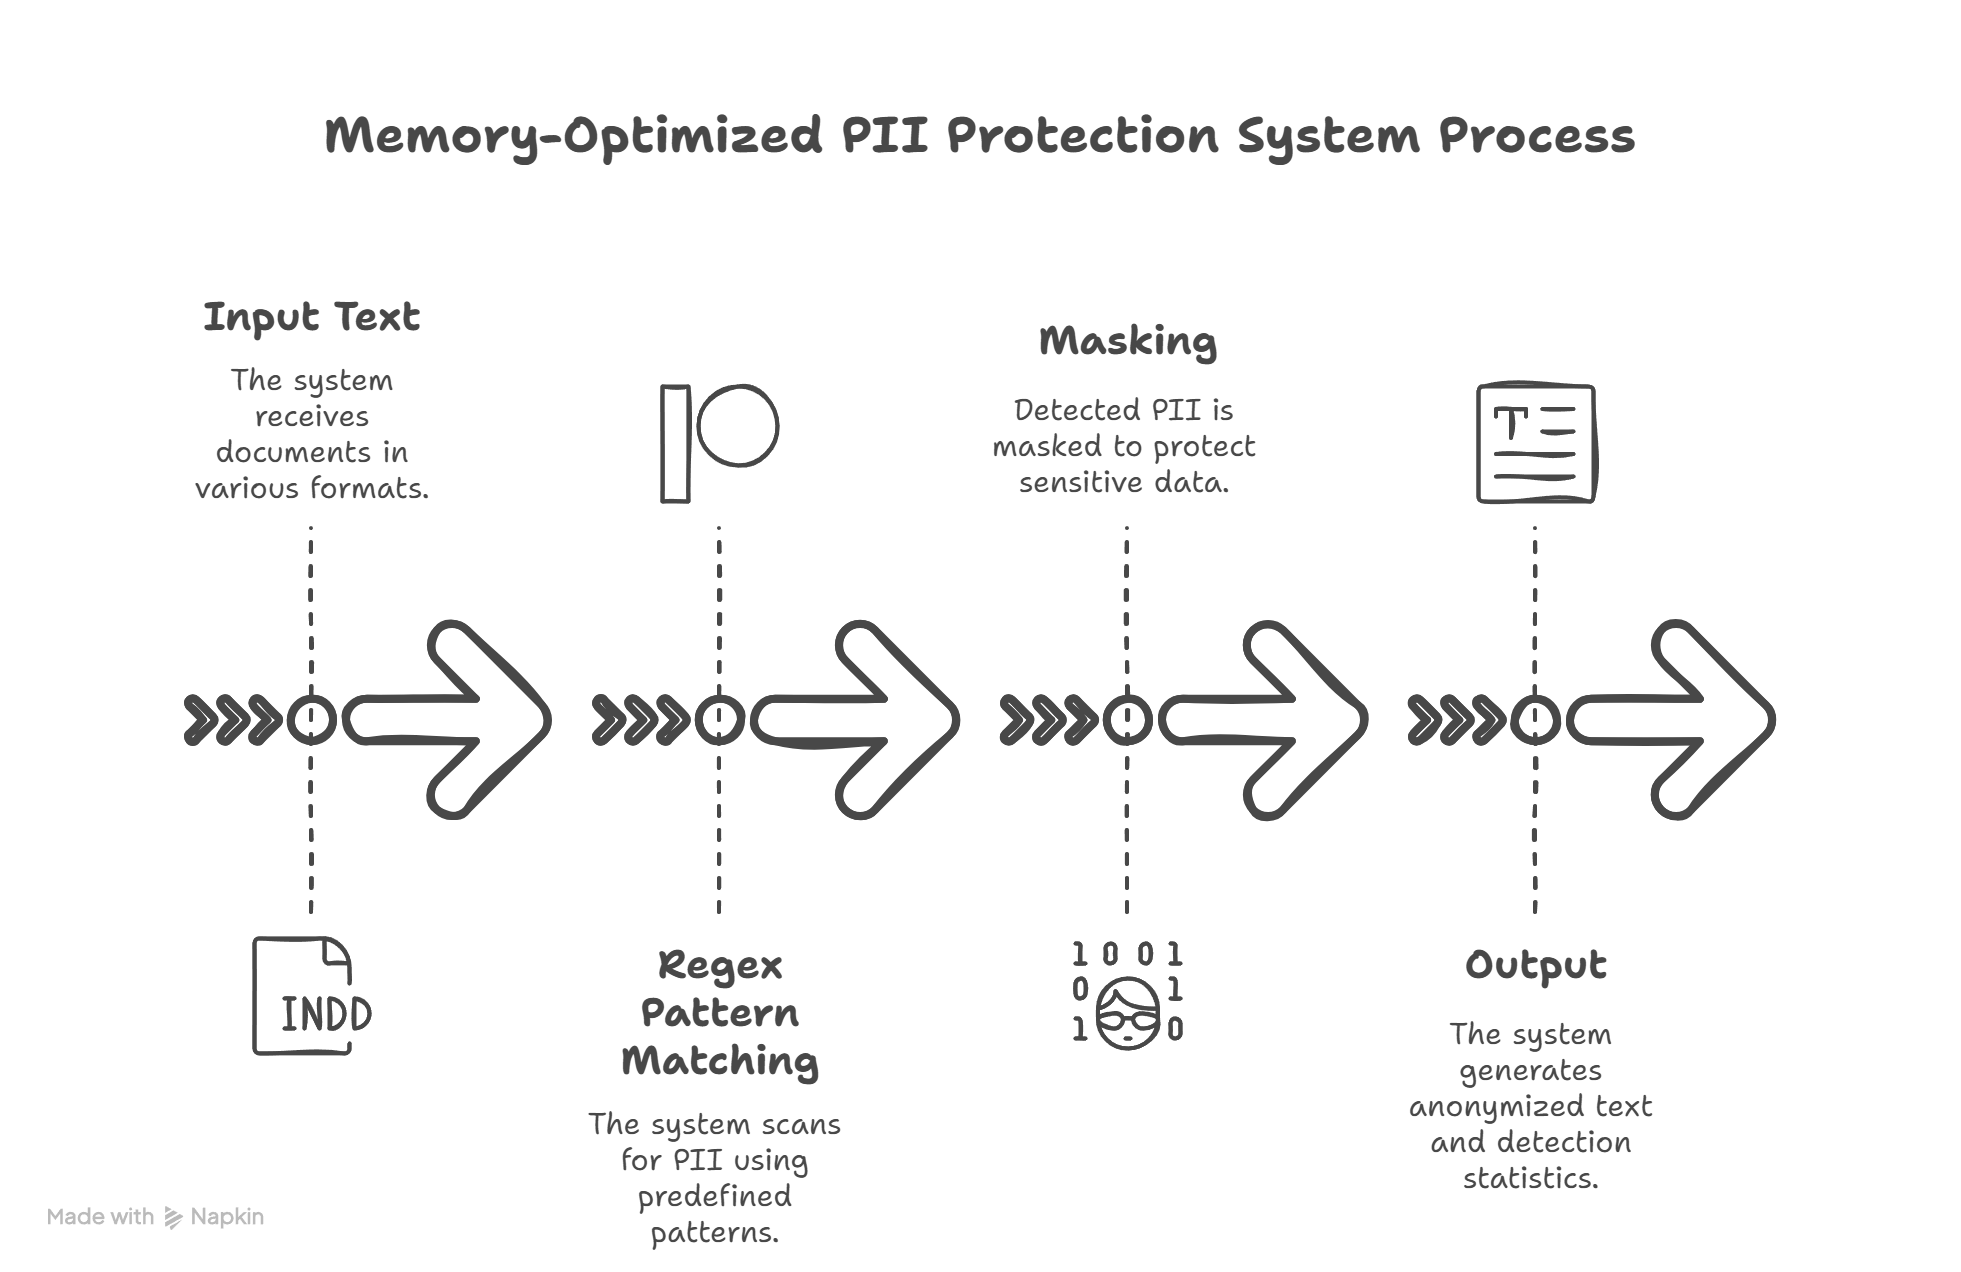 Memory-Optimized PII Protection System Process
Input Text
The system
receives
documents in
various formats.
INDD
Regex
Pattern
Matching
The system scans
for PII using
predefined
patterns.
Masking
Detected PII is
masked to protect
sensitive data.
1 0 0 1
0 1
1 0
T
Output
The system
generates
anonymized text
and detection
statistics.
Made with Napkin